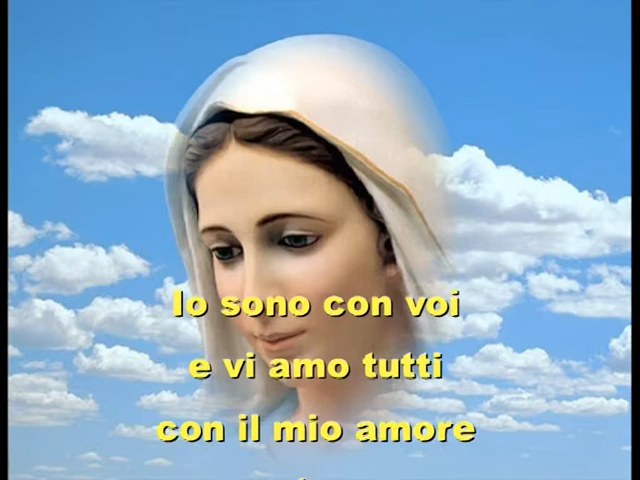 Io sono con voi
e vi amo tutti
con il mio amore